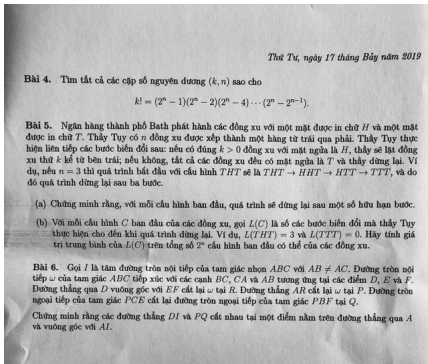 Thứ Tư, ngày 17 tháng Bảy năm 2019
Bài 4. Tìm tất cả các cặp số nguyên dương (k, n) sao cho
k! = (2ⁿ − 1)(2ⁿ − 2)(2ⁿ − 4) · · · (2ⁿ − 2ⁿ⁻¹).
Bài 5. Ngân hàng thành phố Bath phát hành các đồng xu với một mặt được in chữ H và một mặt
được in chữ T. Thầy Tuy có n đồng xu được xếp thành một hàng từ trái qua phải. Thầy Tuy thực
hiện liên tiếp các bước biến đổi sau: nếu có đúng k > 0 đồng xu với mặt ngửa là H, thầy sẽ lật đồng
xu thứ k kể từ bên trái; nếu không, tất cả các đồng xu đều có mặt ngửa là T và thầy dừng lại. Ví
dụ, nếu n = 3 thì quá trình bắt đầu với cấu hình THT sẽ là THT → HHT → HTT → TTT, và do
đó quá trình dừng lại sau ba bước.
(a) Chứng minh rằng, với mỗi cấu hình ban đầu, quá trình sẽ dừng lại sau một số hữu hạn bước.
(b) Với mỗi cấu hình C ban đầu của các đồng xu, gọi L(C) là số các bước biến đổi mà thầy Tuy
thực hiện cho đến khi quá trình dừng lại. Ví dụ, L(THT) = 3 và L(TTT) = 0. Hãy tính giá
trị trung bình của L(C) trên tổng số 2ⁿ cấu hình ban đầu có thể của các đồng xu.
Bài 6. Gọi I là tâm đường tròn nội tiếp của tam giác nhọn ABC với AB ≠ AC. Đường tròn nội
tiếp ω của tam giác ABC tiếp xúc với các cạnh BC, CA và AB tương ứng tại các điểm D, E và F.
Đường thẳng qua D vuông góc với EF cắt lại ω tại R. Đường thẳng AR cắt lại ω tại P. Đường tròn
ngoại tiếp của tam giác PCE cắt lại đường tròn ngoại tiếp của tam giác PBF tại Q.
Chứng minh rằng các đường thẳng DI và PQ cắt nhau tại một điểm nằm trên đường thẳng qua A
và vuông góc với AI.